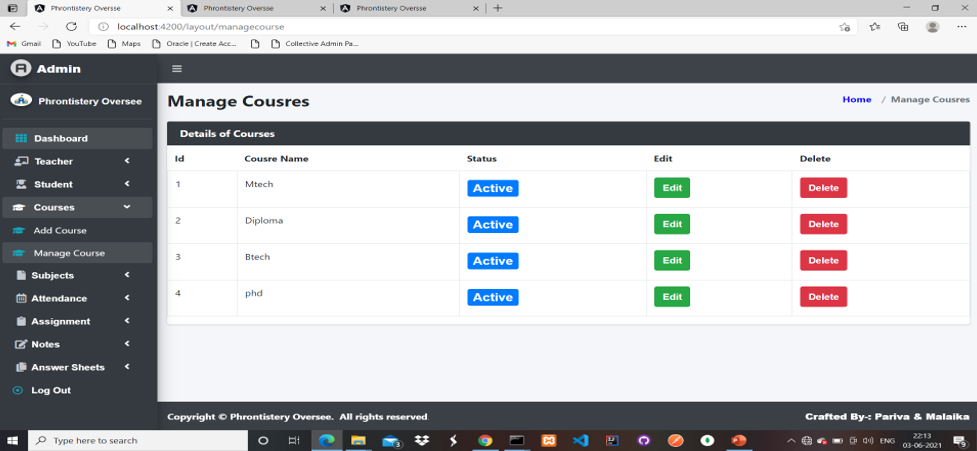 Phrontistery Oversee
Phrontistery Oversse
Phrontistery Oversse
localhost:4200/layout/managecourse
Gmail YouTube Maps Oracle | Create Acc... Collective Admin Pa...
Admin
Phrontistery Oversee
Dashboard
Teacher
Student
Courses
Add Course
Manage Course
Subjects
Attendance
Assignment
Notes
Answer Sheets
Log Out
Manage Cousres
Home / Manage Cousres
Details of Courses
Id Cousre Name Status Edit Delete
1 Mtech Active Edit Delete
2 Diploma Active Edit Delete
3 Btech Active Edit Delete
4 phd Active Edit Delete
Copyright © Phrontistery Oversee. All rights reserved.
Crafted By-: Pariva & Malaika
Type here to search
3
ENG
22:13
03-06-2021
9